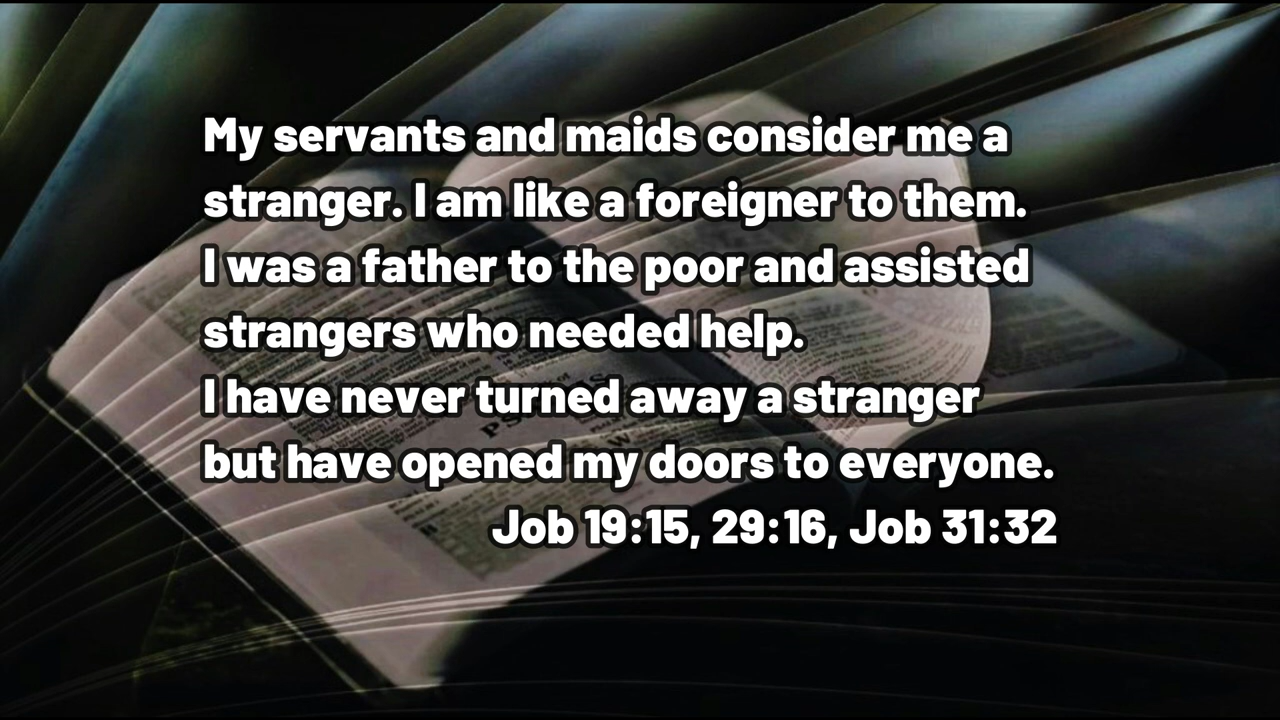 My servants and maids consider me a
stranger. I am like a foreigner to them.
I was a father to the poor and assisted
strangers who needed help.
I have never turned away a stranger
but have opened my doors to everyone.
Job 19:15, 29:16, Job 31:32